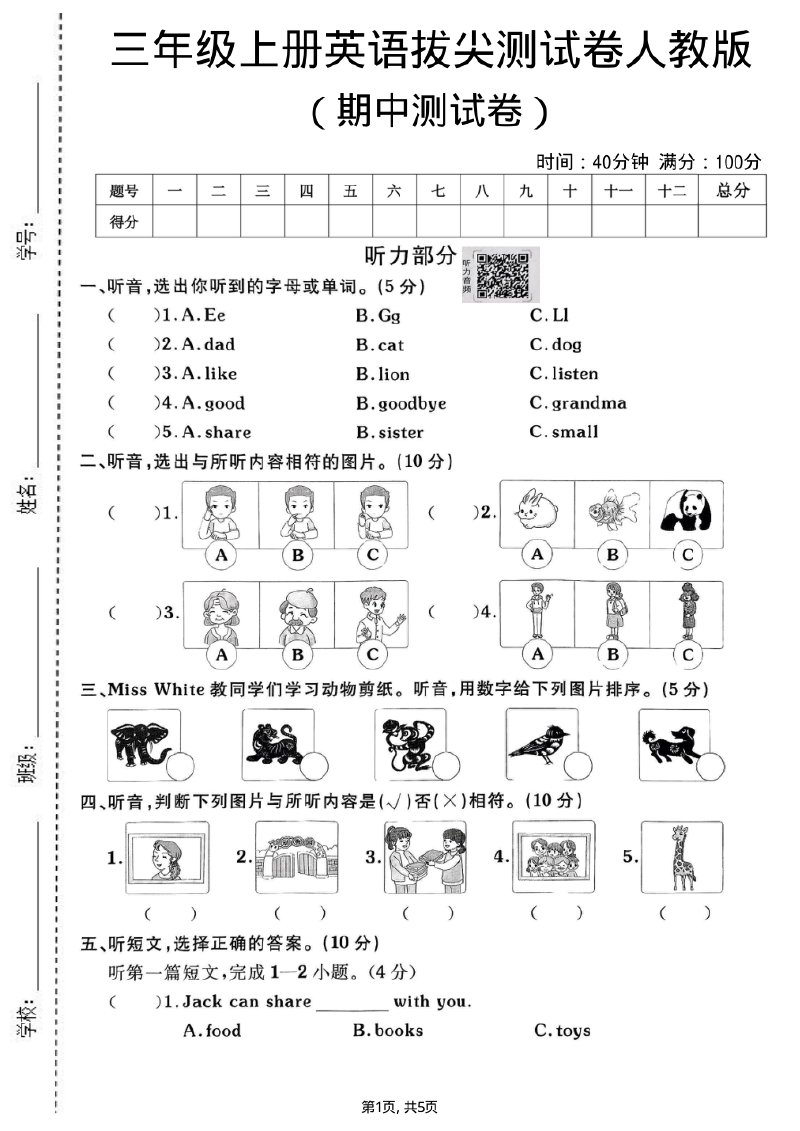 三年级上册英语拔尖测试卷人教版
（期中测试卷）
时间：40分钟 满分：100分
题号 一 二 三 四 五 六 七 八 九 十 十一 十二 总分
得分
听力部分
听力音频
一、听音,选出你听到的字母或单词。(5分)
( )1. A. Ee B. Gg C. Ll
( )2. A. dad B. cat C. dog
( )3. A. like B. lion C. listen
( )4. A. good B. goodbye C. grandma
( )5. A. share B. sister C. small
二、听音,选出与所听内容相符的图片。(10分)
( )1. ( )2.
A B C A B C
( )3. ( )4.
A B C A B C
三、Miss White 教同学们学习动物剪纸。听音,用数字给下列图片排序。(5分)
四、听音,判断下列图片与所听内容是(√)否(×)相符。(10分)
1. 2. 3. 4. 5.
( ) ( ) ( ) ( ) ( )
五、听短文,选择正确的答案。(10分)
听第一篇短文,完成1—2小题。(4分)
( )1. Jack can share ________ with you.
A. food B. books C. toys
第1页, 共5页
学号:
姓名:
班级:
学校: